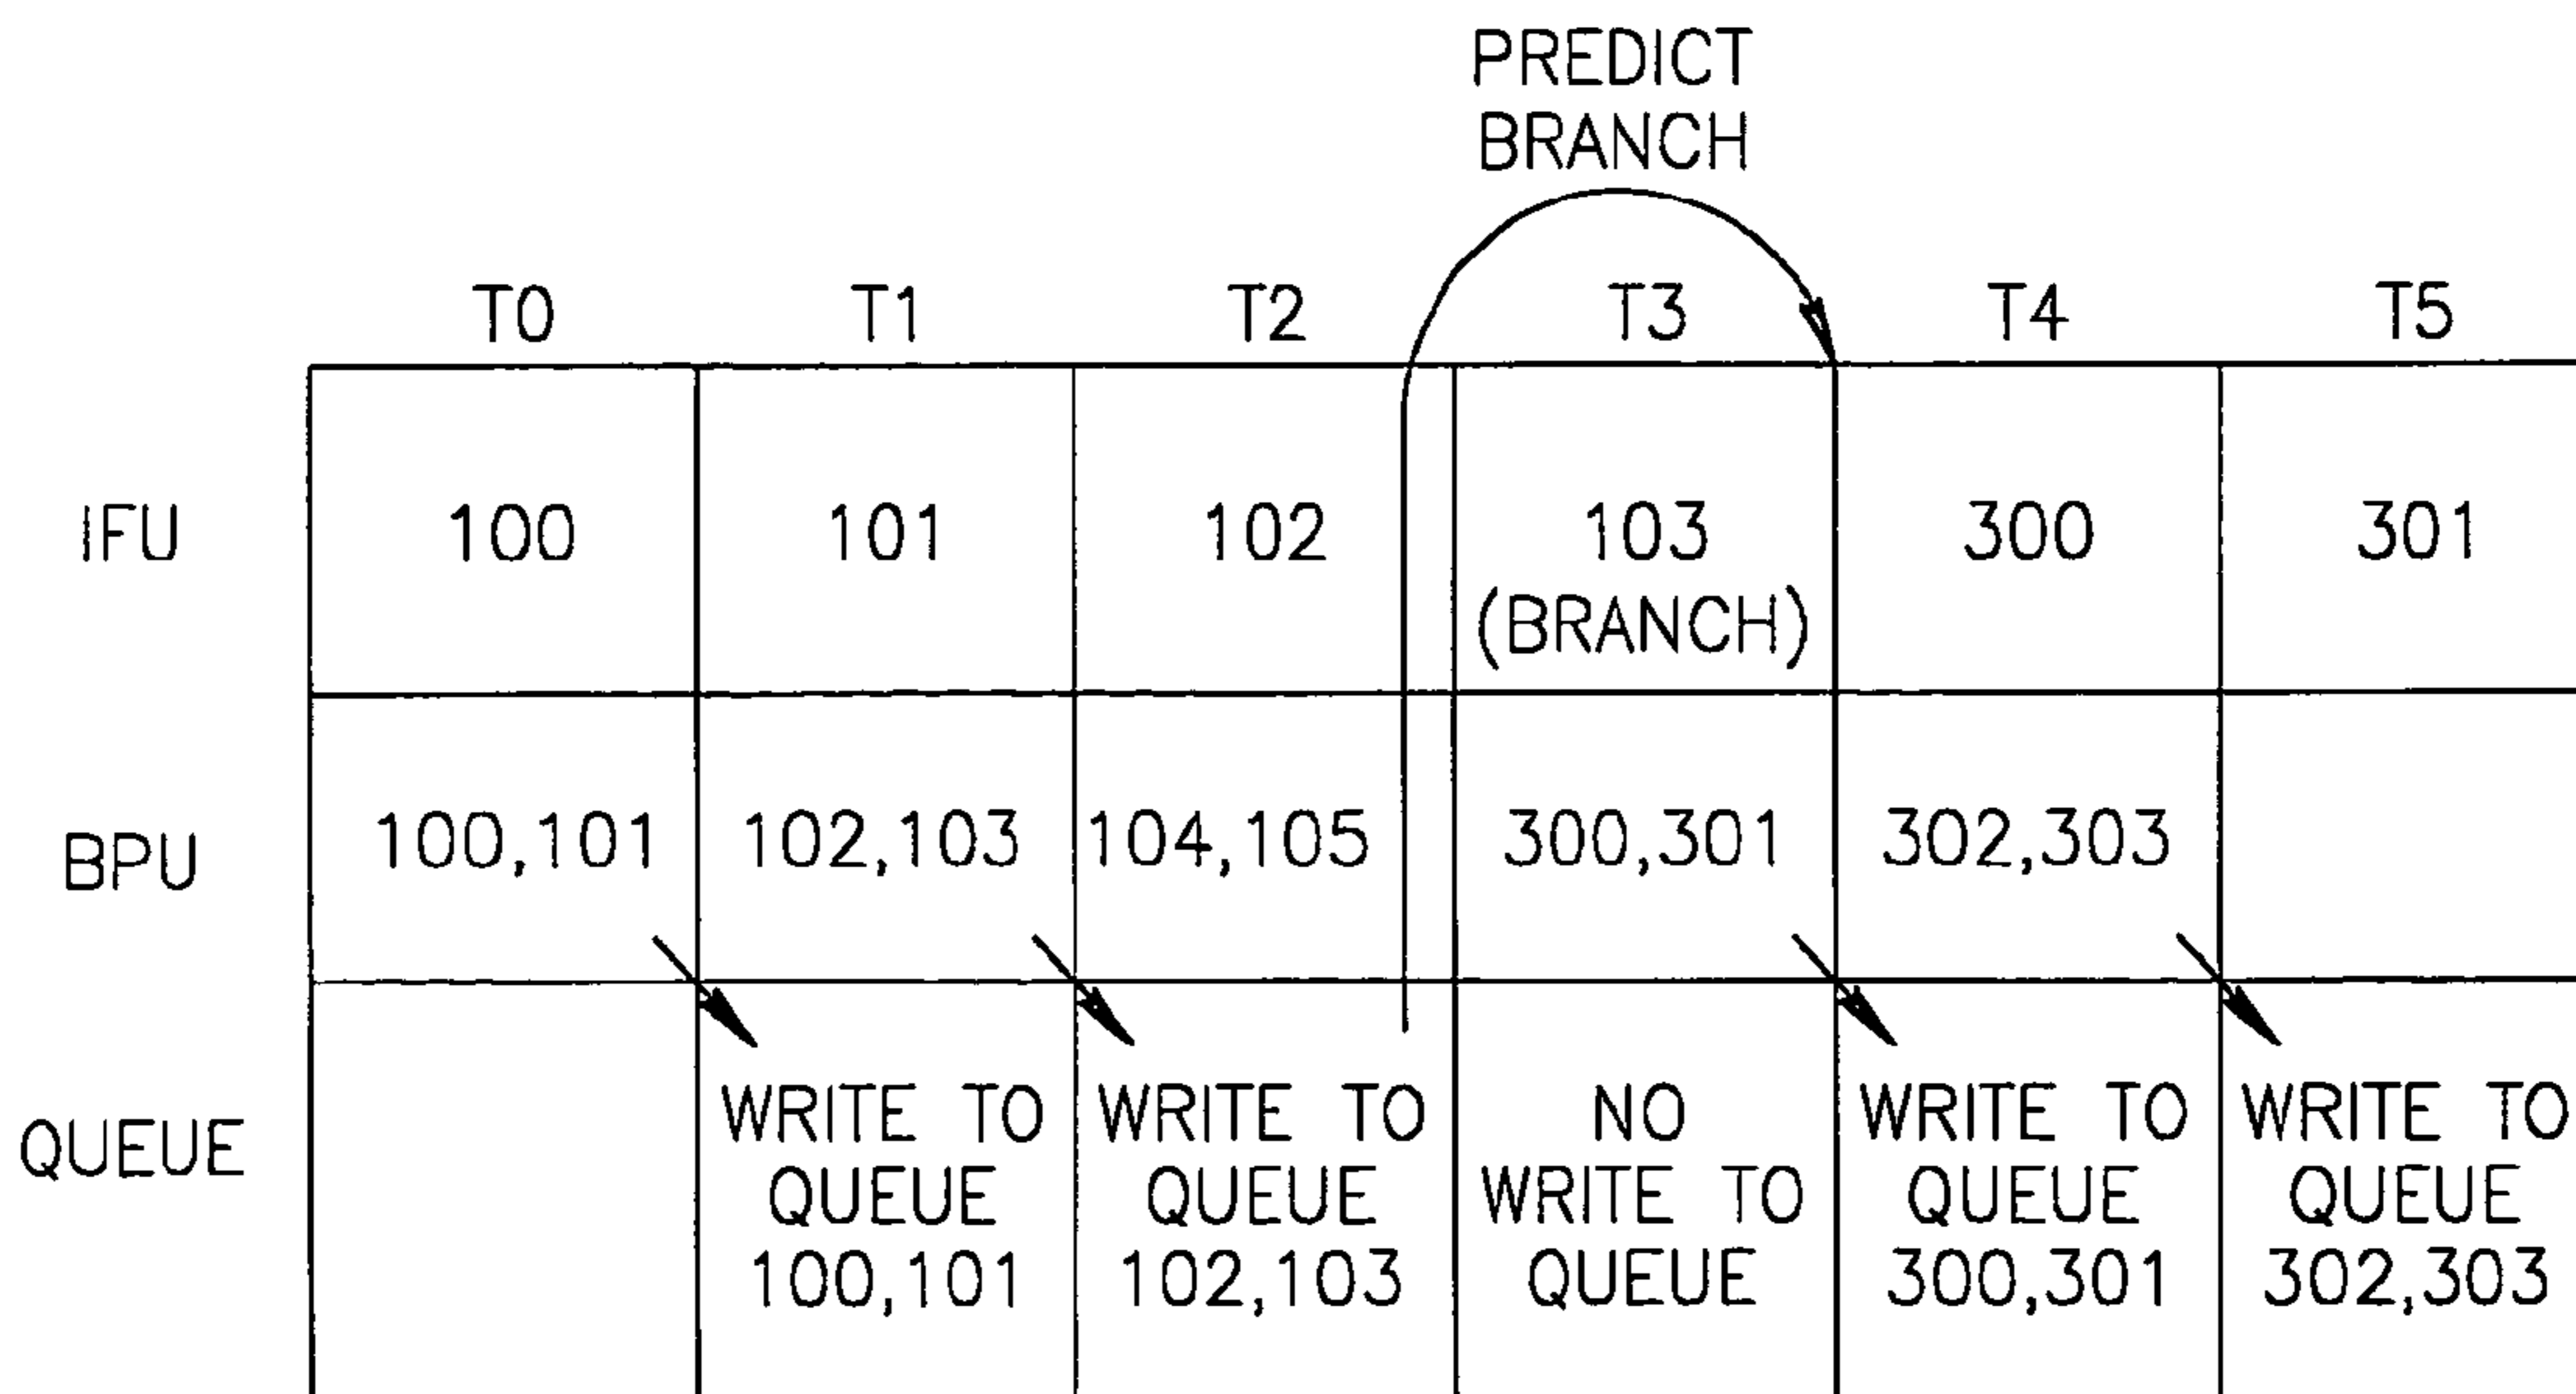 PREDICT
BRANCH
T0 T1 T2 T3 T4 T5
IFU 100 101 102 103 300 301
(BRANCH)
BPU 100,101 102,103 104,105 300,301 302,303
QUEUE
WRITE TO
QUEUE
100,101
WRITE TO
QUEUE
102,103
NO
WRITE TO
QUEUE
WRITE TO
QUEUE
300,301
WRITE TO
QUEUE
302,303